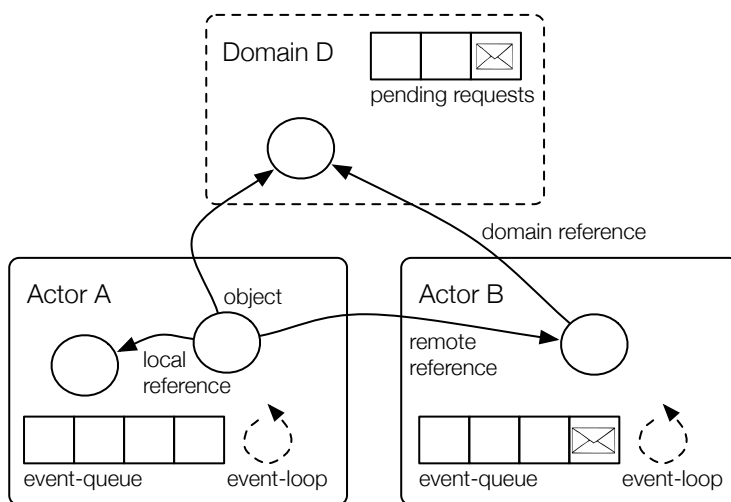 Domain D
pending requests
domain reference
Actor A
object
local
reference
event-queue
event-loop
Actor B
remote
reference
event-queue
event-loop